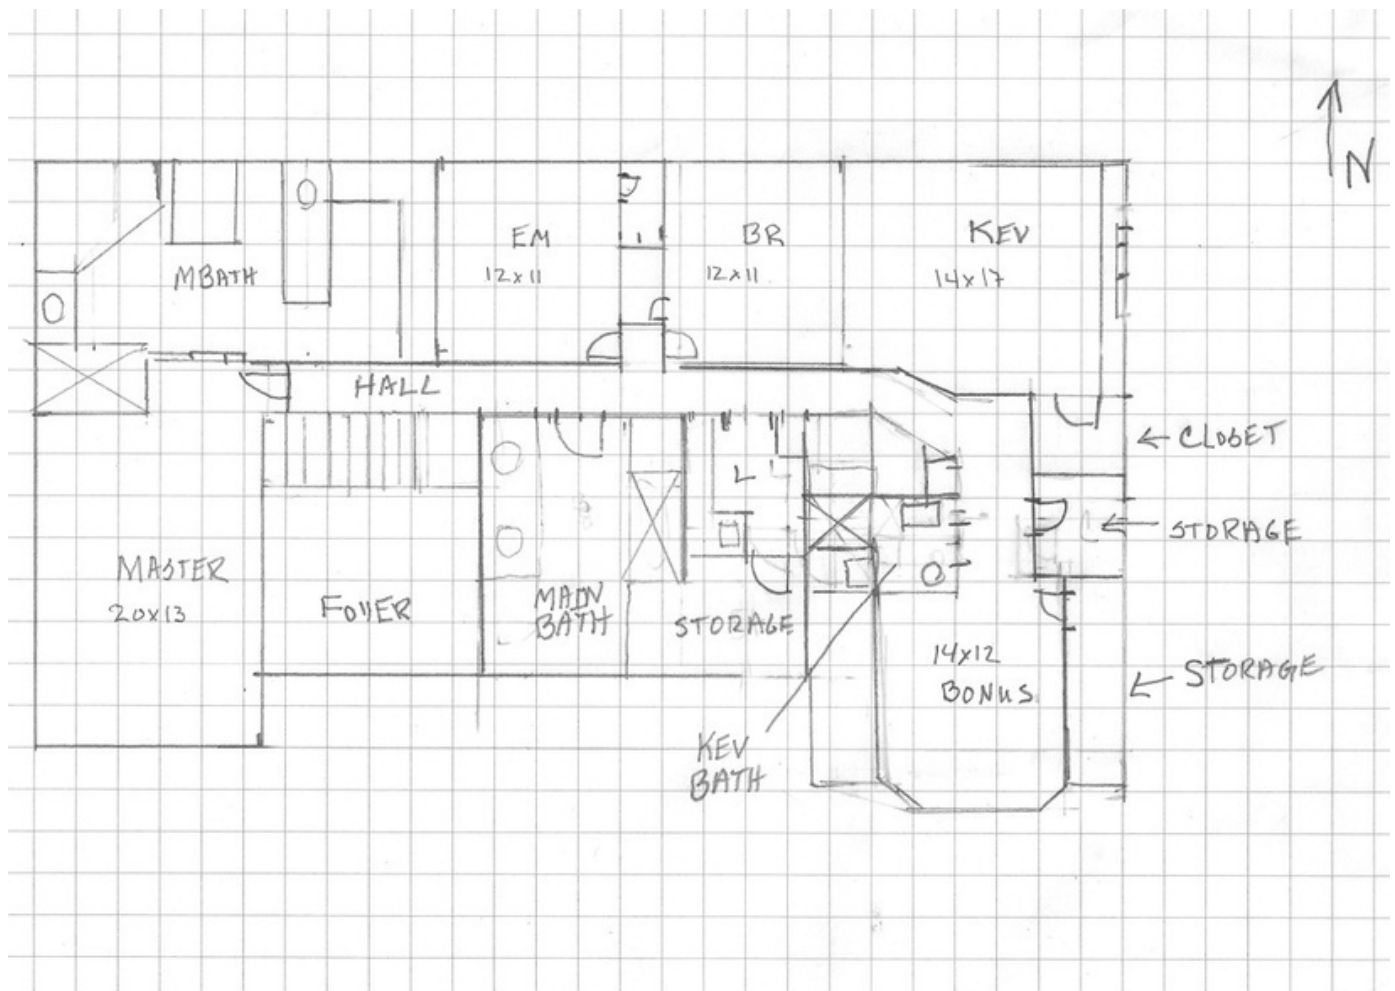 N
EM
12x11
BR
12x11
KEV
14x17
MBATH
HALL
← CLOSET
← STORAGE
MASTER
20x13
FOYER
MAIN
BATH
L
STORAGE
14x12
BONUS
← STORAGE
KEV
BATH